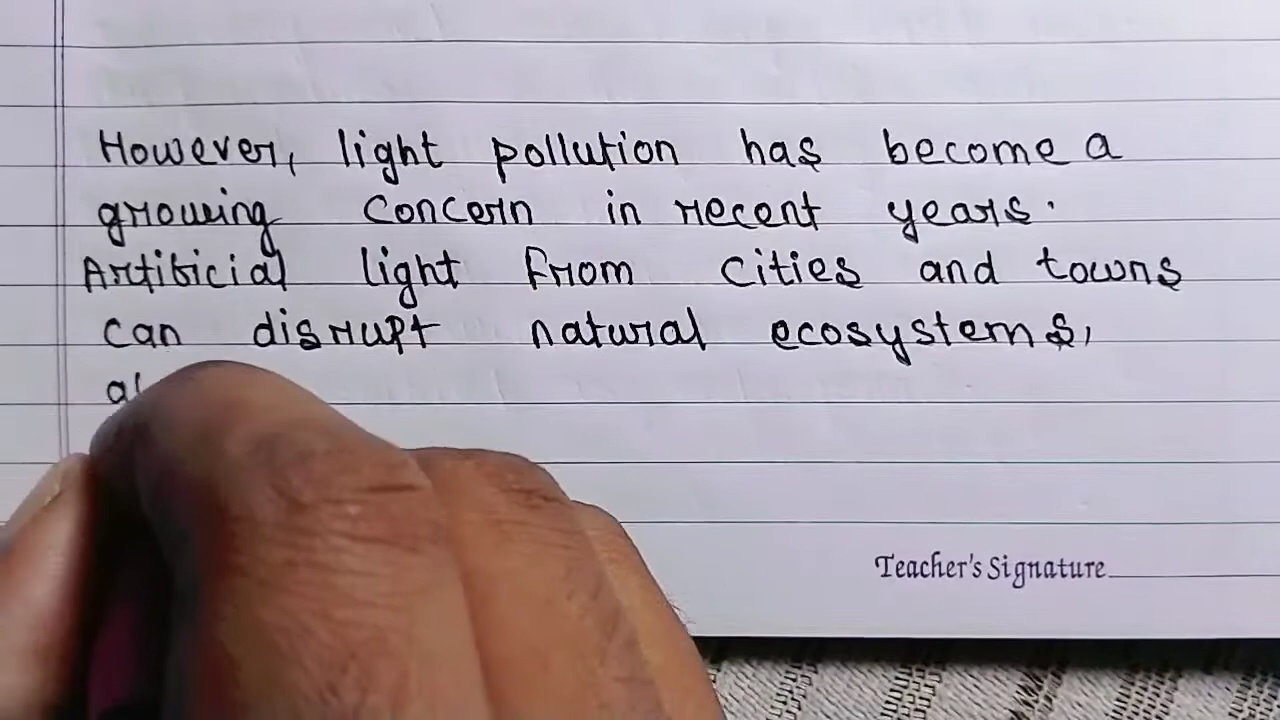 However, light pollution has become a
growing concern in recent years.
Artificial light from cities and towns
can disrupt natural ecosystems,
Teacher's Signature